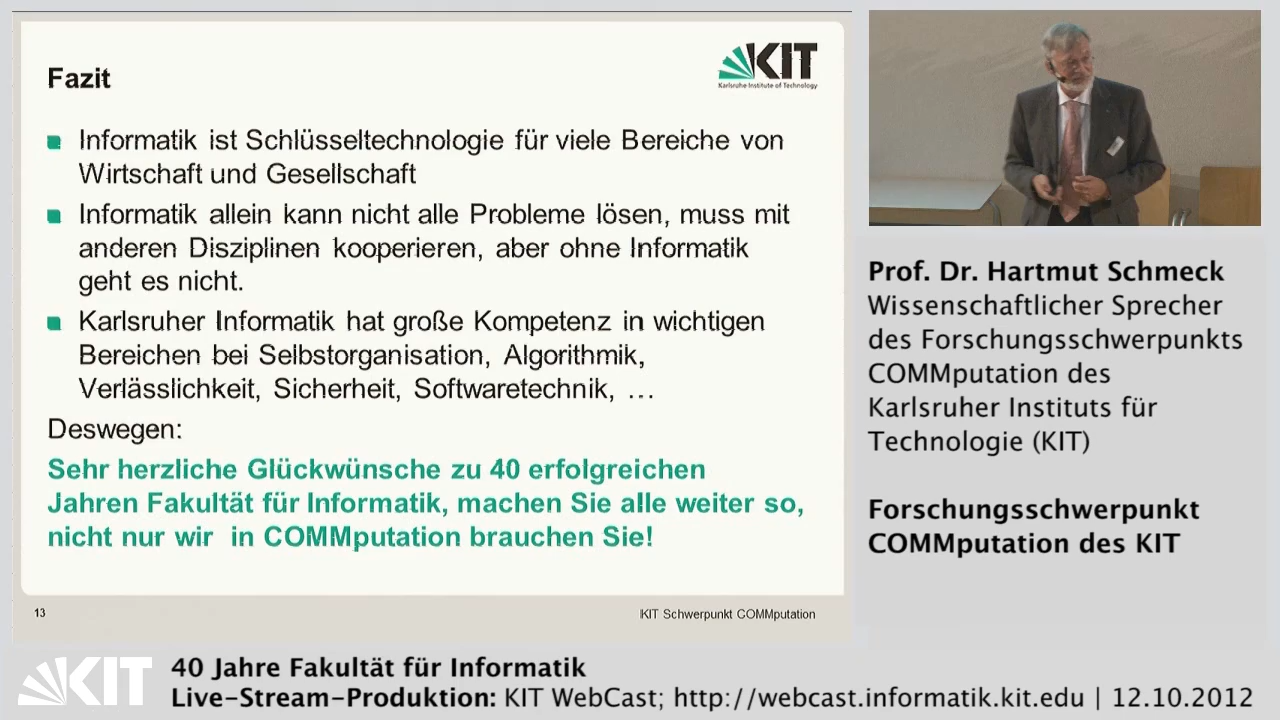 Fazit
KIT
Karlsruhe Institute of Technology
Informatik ist Schlüsseltechnologie für viele Bereiche von
Wirtschaft und Gesellschaft
Informatik allein kann nicht alle Probleme lösen, muss mit
anderen Disziplinen kooperieren, aber ohne Informatik
geht es nicht.
Karlsruher Informatik hat große Kompetenz in wichtigen
Bereichen bei Selbstorganisation, Algorithmik,
Verlässlichkeit, Sicherheit, Softwaretechnik, …
Deswegen:
Sehr herzliche Glückwünsche zu 40 erfolgreichen
Jahren Fakultät für Informatik, machen Sie alle weiter so,
nicht nur wir in COMMputation brauchen Sie!
13
KIT Schwerpunkt COMMputation
Prof. Dr. Hartmut Schmeck
Wissenschaftlicher Sprecher
des Forschungsschwerpunkts
COMMputation des
Karlsruher Instituts für
Technologie (KIT)
Forschungsschwerpunkt
COMMputation des KIT
KIT
40 Jahre Fakultät für Informatik
Live-Stream-Produktion: KIT WebCast; http://webcast.informatik.kit.edu | 12.10.2012